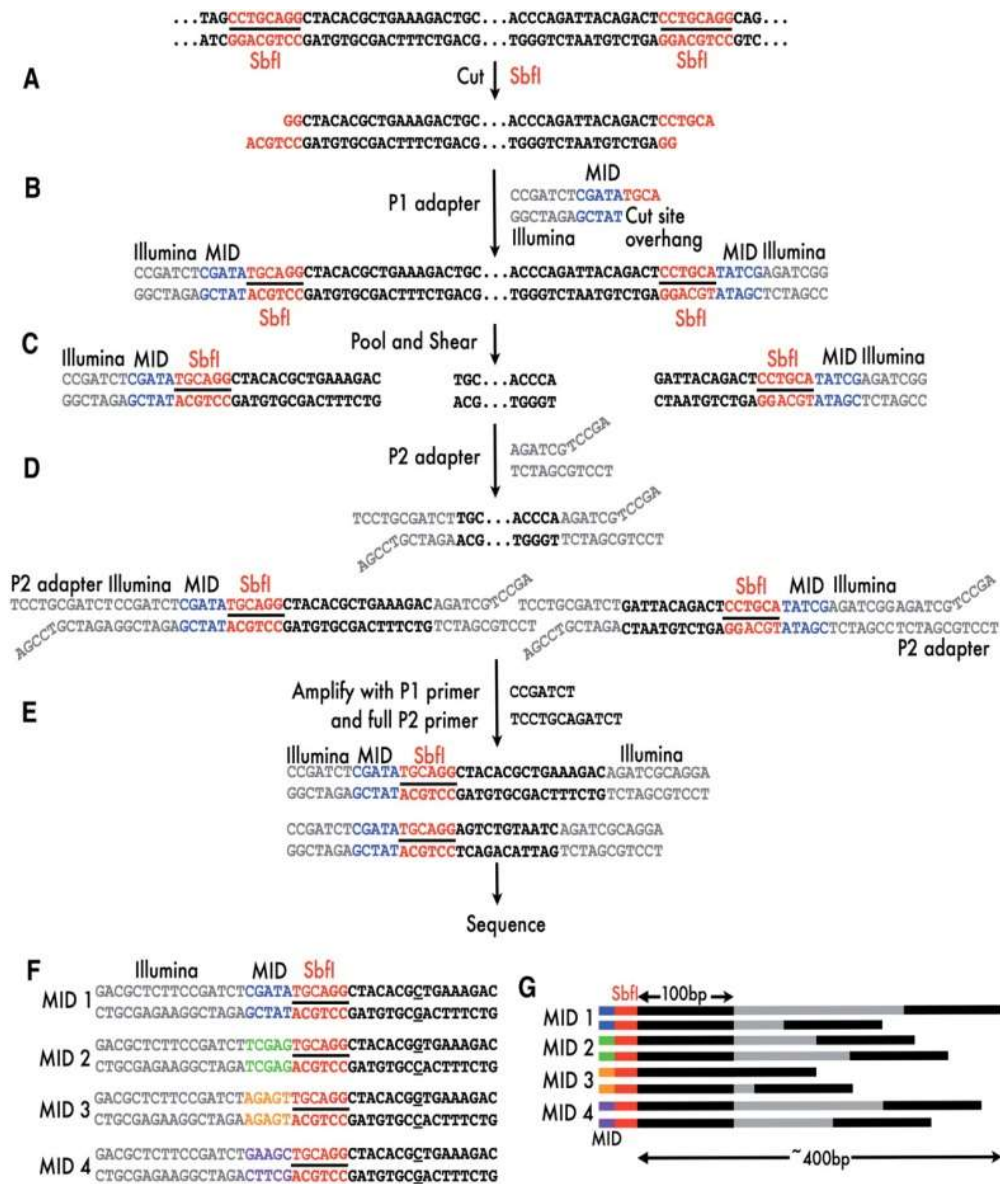 ...TAGCCTGCAGGCTACACGCTGAAAGACTGC...ACCCAGATTACAGACTCCTGCAGGCAG...
...ATCGGACGTCCGATGTGCGACTTTCTGACG...TGGGTCTAATGTCTGAGGACGTCCGTC...
SbfI SbfI
A Cut SbfI
GGCTACACGCTGAAAGACTGC...ACCCAGATTACAGACTCCTGCA
ACGTCCGATGTGCGACTTTCTGACG...TGGGTCTAATGTCTGAGG
B MID
P1 adapter CCGATCTCGATATGCA
GGCTAGAGCTAT Cut site
Illumina overhang
Illumina MID MID Illumina
CCGATCTCGATATGCAGGCTACACGCTGAAAGACTGC...ACCCAGATTACAGACTCCTGCATATCGAGATCGG
GGCTAGAGCTATACGTCCGATGTGCGACTTTCTGACG...TGGGTCTAATGTCTGAGGACGTATAGCTCTAGCC
SbfI SbfI
C Pool and Shear
Illumina MID SbfI SbfI MID Illumina
CCGATCTCGATATGCAGGCTACACGCTGAAAGAC TGC...ACCCA GATTACAGACTCCTGCATATCGAGATCGG
GGCTAGAGCTATACGTCCGATGTGCGACTTTCTG ACG...TGGGT CTAATGTCTGAGGACGTATAGCTCTAGCC
D P2 adapter AGATCGTCCGA
TCTAGCGTCCT
TCCTGCGATCTTGC...ACCCAAGATCGTCCGA
AGCCTGCTAGAACG...TGGGTTCTAGCGTCCT
P2 adapter Illumina MID SbfI SbfI MID Illumina
TCCTGCGATCTCCGATCTCGATATGCAGGCTACACGCTGAAAGACAGATCGTCCGA TCCTGCGATCTGATTACAGACTCCTGCATATCGAGATCGGAGATCGTCCGA
AGCCTGCTAGAGGCTAGAGCTATACGTCCGATGTGCGACTTTCTGTCTAGCGTCCT AGCCTGCTAGACTAATGTCTGAGGACGTATAGCTCTAGCCTCTAGCGTCCT
P2 adapter
E Amplify with P1 primer CCGATCT
and full P2 primer TCCTGCAGATCT
Illumina MID SbfI Illumina
CCGATCTCGATATGCAGGCTACACGCTGAAAGACAGATCGCAGGA
GGCTAGAGCTATACGTCCGATGTGCGACTTTCTGTCTAGCGTCCT
CCGATCTCGATATGCAGGAGTCTGTAATCAGATCGCAGGA
GGCTAGAGCTATACGTCCTCAGACATTAGTCTAGCGTCCT
Sequence
F Illumina MID SbfI
MID 1 GACGCTCTTCCGATCTCGATATGCAGGCTACACGCTGAAAGAC
CTGCGAGAAGGCTAGAGCTATACGTCCGATGTGCGACTTTCTG
MID 2 GACGCTCTTCCGATCTTCGAGTGCAGGCTACACGGTGAAAGAC
CTGCGAGAAGGCTAGATCGAGACGTCCGATGTGCCACTTTCTG
MID 3 GACGCTCTTCCGATCTAGAGTTGCAGGCTACACGGTGAAAGAC
CTGCGAGAAGGCTAGAAGAGTACGTCCGATGTGCCACTTTCTG
MID 4 GACGCTCTTCCGATCTGAAGCTGCAGGCTACACGCTGAAAGAC
CTGCGAGAAGGCTAGACTTCGACGTCCGATGTGCGACTTTCTG
G SbfI 100bp
MID 1
MID 2
MID 3
MID 4
MID
~400bp